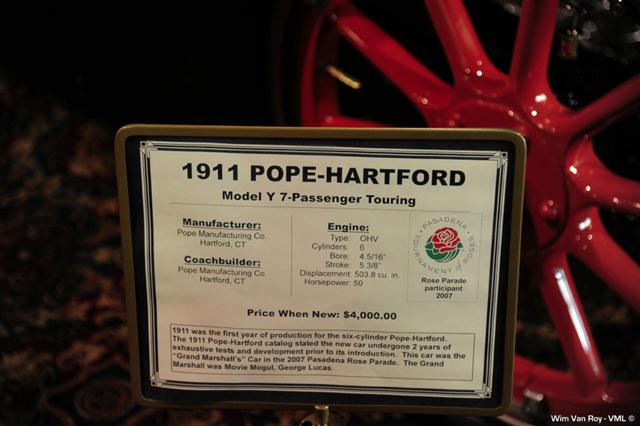 1911 POPE-HARTFORD
Model Y 7-Passenger Touring
Manufacturer:
Pope Manufacturing Co.
Hartford, CT
Coachbuilder:
Pope Manufacturing Co.
Hartford, CT
Engine:
Type: OHV
Cylinders: 6
Bore: 4.5/16"
Stroke: 5.3/8"
Displacement: 503.8 cu. in.
Horsepower: 50
PASADENA
TOURNAMENT OF ROSES
Rose Parade
participant
2007
Price When New: $4,000.00
1911 was the first year of production for the six-cylinder Pope-Hartford.
The 1911 Pope-Hartford catalog stated the new car undergone 2 years of
exhaustive tests and development prior to its introduction. This car was the
"Grand Marshall's" Car in the 2007 Pasadena Rose Parade. The Grand
Marshall was Movie Mogul, George Lucas.
Wim Van Roy - VML ©